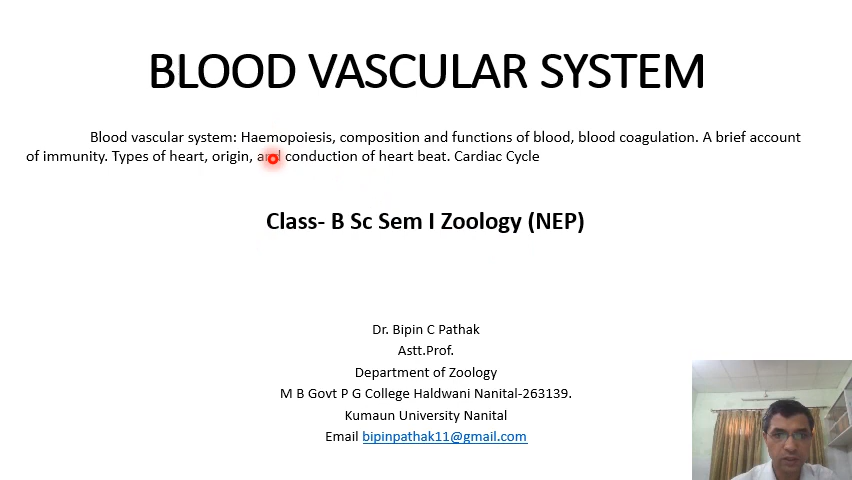 BLOOD VASCULAR SYSTEM
Blood vascular system: Haemopoiesis, composition and functions of blood, blood coagulation. A brief account
of immunity. Types of heart, origin, and conduction of heart beat. Cardiac Cycle
Class- B Sc Sem I Zoology (NEP)
Dr. Bipin C Pathak
Astt.Prof.
Department of Zoology
M B Govt P G College Haldwani Nanital-263139.
Kumaun University Nanital
Email bipinpathak11@gmail.com